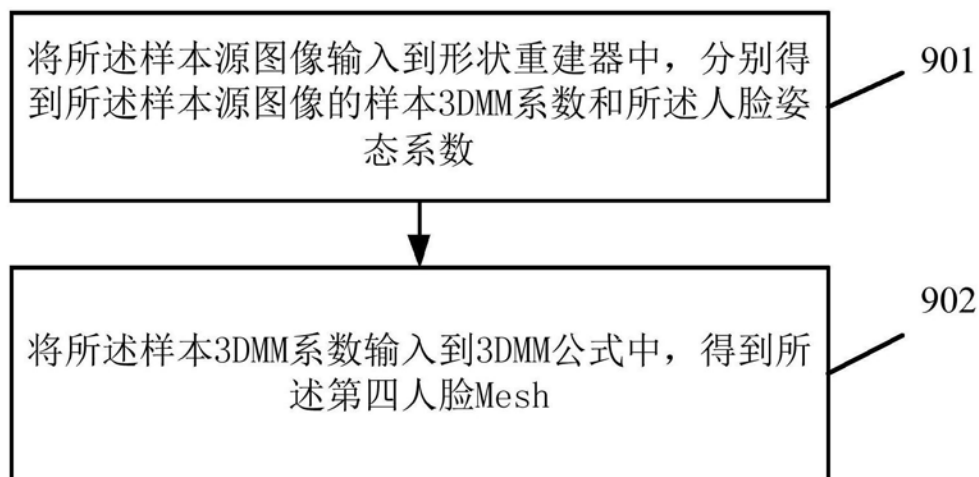 将所述样本源图像输入到形状重建器中，分别得
到所述样本源图像的样本3DMM系数和所述人脸姿
态系数
901
将所述样本3DMM系数输入到3DMM公式中，得到所
述第四人脸Mesh
902